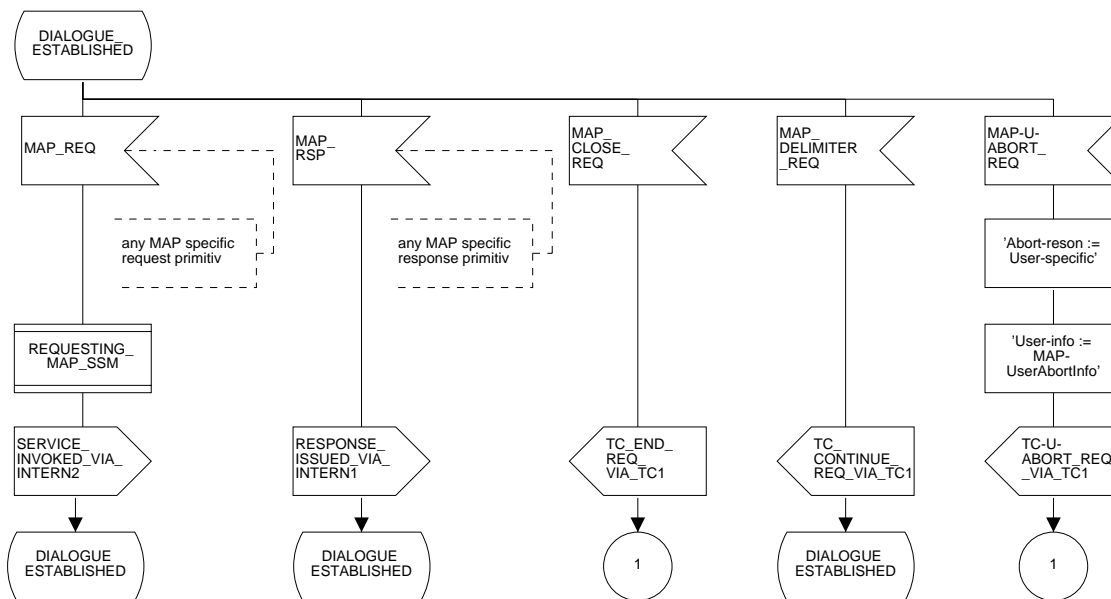 DIALOGUE_
ESTABLISHED
MAP_REQ
MAP_
RSP
MAP_
CLOSE_
REQ
MAP_
DELIMITER
_REQ
MAP-U-
ABORT_
REQ
any MAP specific
request primitiv
any MAP specific
response primitiv
'Abort-reson :=
User-specific'
REQUESTING_
MAP_SSM
'User-info :=
MAP-
UserAbortInfo'
SERVICE_
INVOKED_VIA_
INTERN2
RESPONSE_
ISSUED_VIA_
INTERN1
TC_END_
REQ_
VIA_TC1
TC_
CONTINUE_
REQ_VIA_TC1
TC-U-
ABORT_REQ
_VIA_TC1
DIALOGUE
ESTABLISHED
DIALOGUE
ESTABLISHED
1
DIALOGUE
ESTABLISHED
1